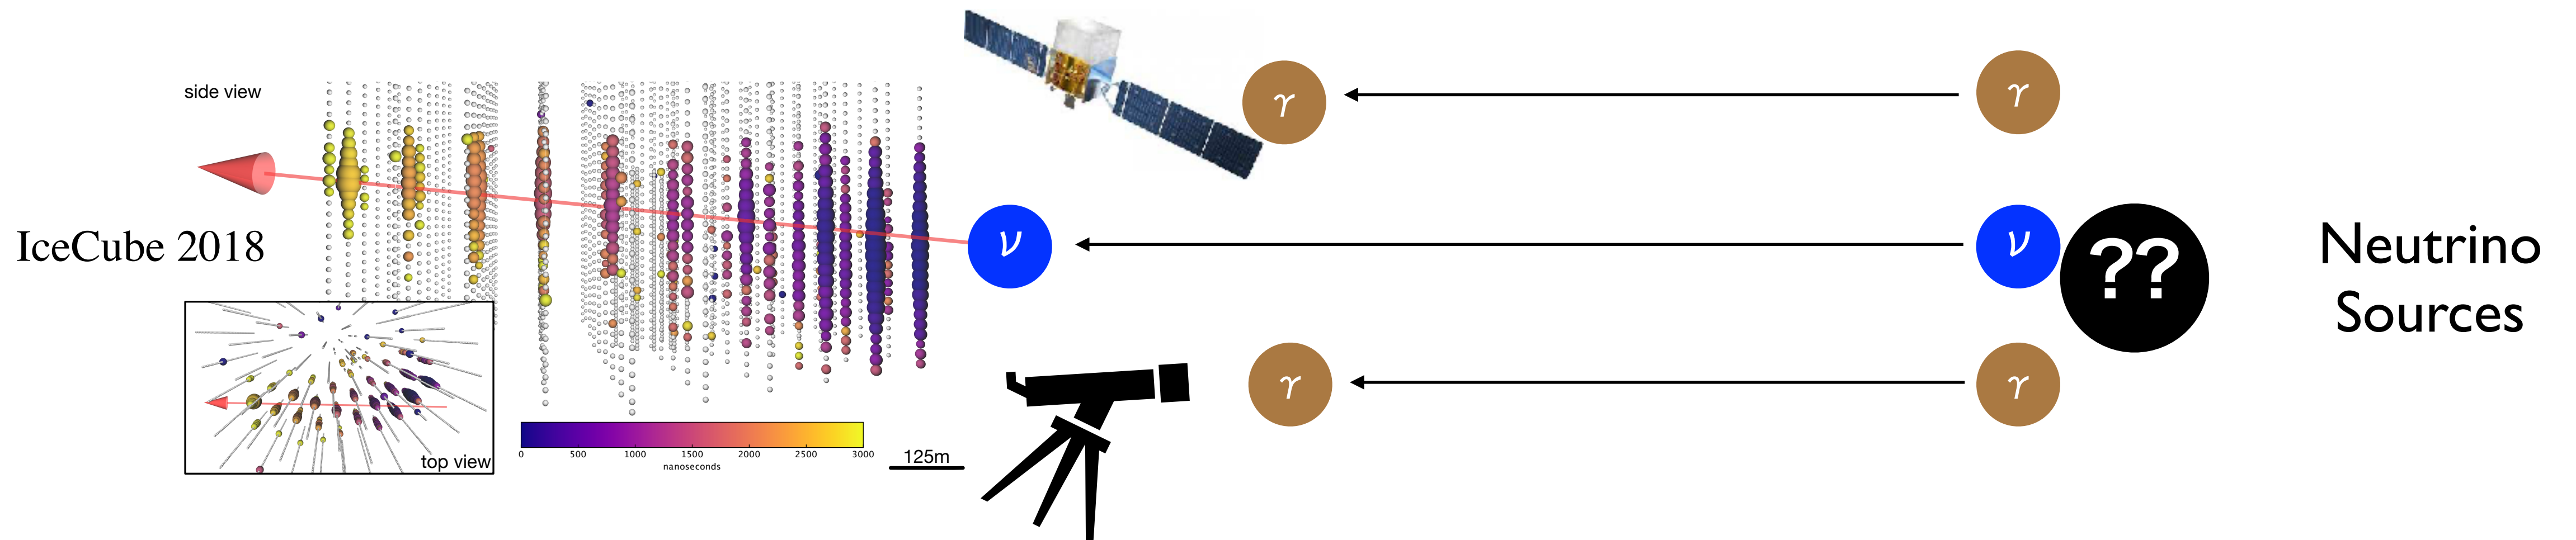 side view
IceCube 2018
top view
0 500 1000 1500 2000 2500 3000
nanoseconds
125m
γ
γ
ν
ν
??
γ
γ
Neutrino
Sources